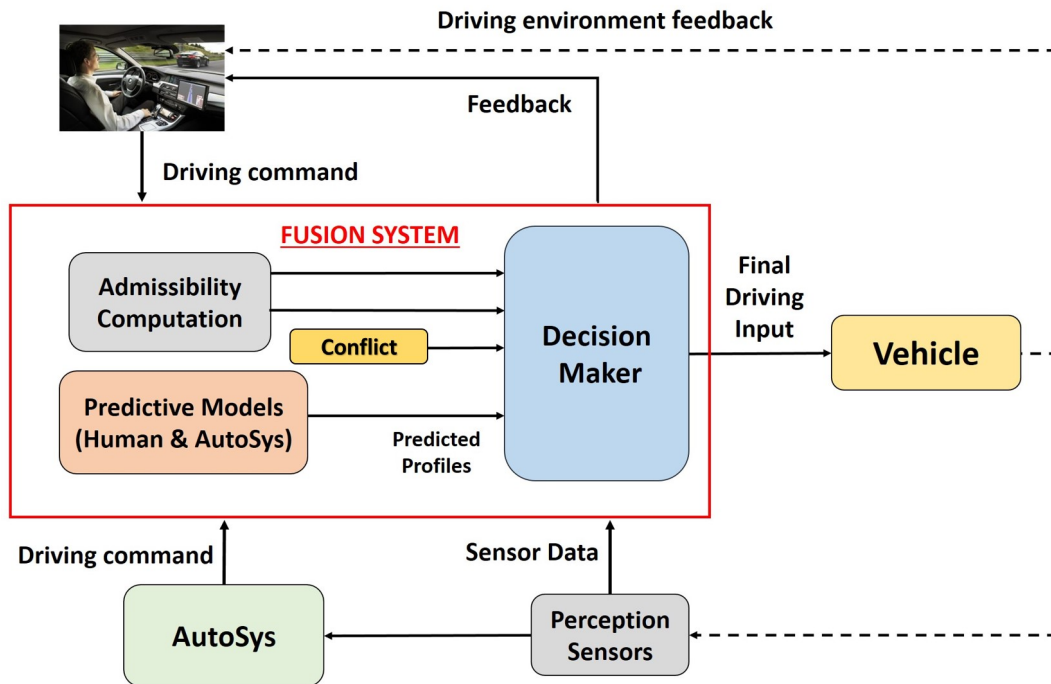 Driving environment feedback
Feedback
Driving command
FUSION SYSTEM
Admissibility
Computation
Conflict
Predictive Models
(Human & AutoSys)
Predicted
Profiles
Decision
Maker
Final
Driving
Input
Vehicle
Driving command
Sensor Data
AutoSys
Perception
Sensors